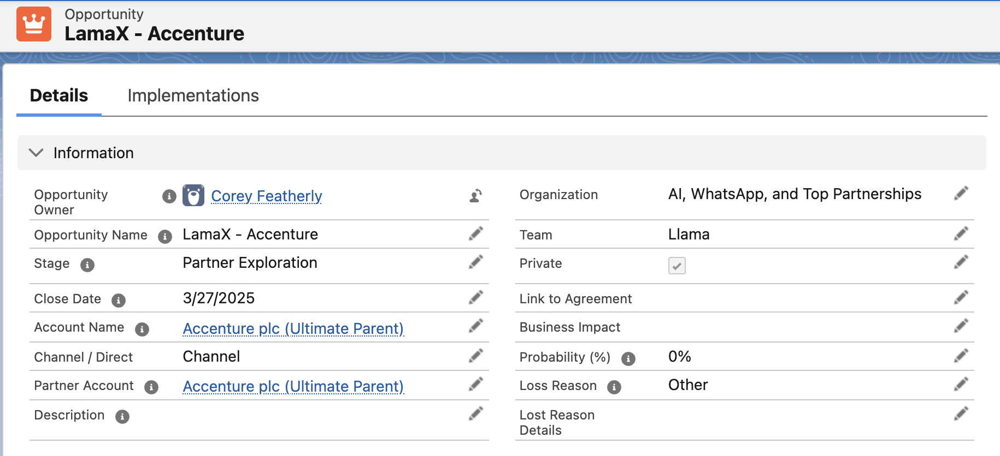 Opportunity
LamaX - Accenture
Details
Implementations
Information
Opportunity
Owner
Corey Featherly
Organization
AI, WhatsApp, and Top Partnerships
Opportunity Name
LamaX - Accenture
Team
Llama
Stage
Partner Exploration
Private
Close Date
3/27/2025
Link to Agreement
Account Name
Accenture plc (Ultimate Parent)
Business Impact
Channel / Direct
Channel
Probability (%)
0%
Partner Account
Accenture plc (Ultimate Parent)
Loss Reason
Other
Description
Lost Reason
Details